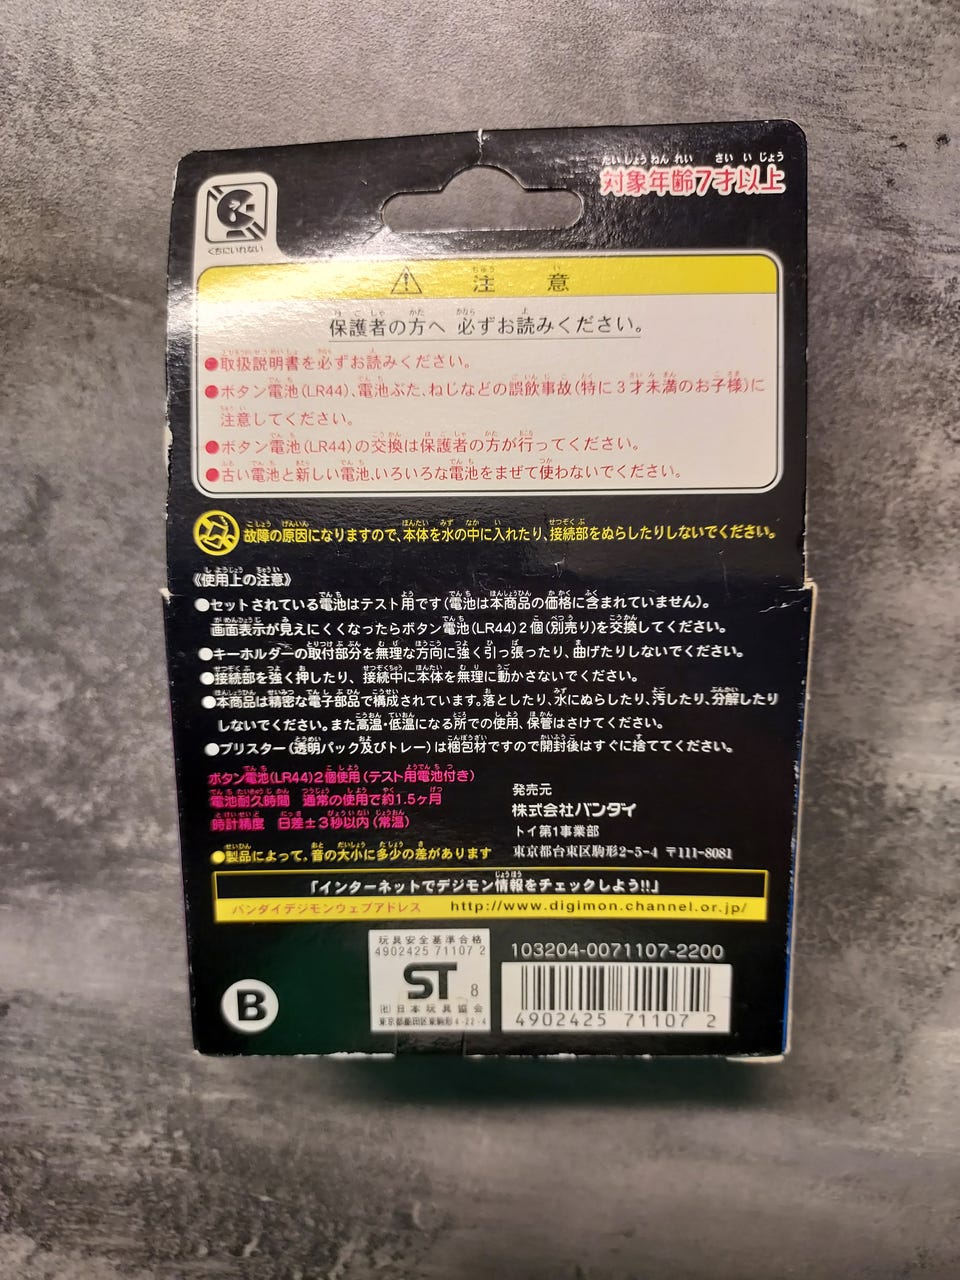 たいしょうねんれい さいいじょう
対象年齢7才以上
くちにいれない
ちゅう い
注 意
ほごしゃ かた かなら よ
保護者の方へ 必ずお読みください。
●取扱説明書を必ずお読みください。
●ボタン電池(LR44)、電池ぶた、ねじなどの誤飲事故(特に3才未満のお子様)に
注意してください。
●ボタン電池(LR44)の交換は保護者の方が行ってください。
●古い電池と新しい電池、いろいろな電池をまぜて使わないでください。
故障の原因になりますので、本体を水の中に入れたり、接続部をぬらしたりしないでください。
《使用上の注意》
●セットされている電池はテスト用です(電池は本商品の価格に含まれていません)。
画面表示が見えにくくなったらボタン電池(LR44)2個(別売り)を交換してください。
●キーホルダーの取付部分を無理な方向に強く引っ張ったり、曲げたりしないでください。
●接続部を強く押したり、接続中に本体を無理に動かさないでください。
●本商品は精密な電子部品で構成されています。落としたり、水にぬらしたり、汚したり、分解したり
しないでください。また高温・低温になる所での使用、保管はさけてください。
●ブリスター(透明パック及びトレー)は梱包材ですので開封後はすぐに捨ててください。
ボタン電池(LR44)2個使用(テスト用電池付き)
電池耐久時間 通常の使用で約1.5ヶ月
時計精度 日差±3秒以内(常温)
●製品によって、音の大小に多少の差があります
発売元
株式会社バンダイ
トイ第1事業部
東京都台東区駒形2-5-4 〒111-8081
「インターネットでデジモン情報をチェックしよう!!」
バンダイデジモンウェブアドレス http://www.digimon.channel.or.jp/
B
玩具安全基準合格
4902425 71107 2
ST 8
(社)日本玩具協会
東京都墨田区東駒形4-22-4
103204-0071107-2200
4902425 71107 2